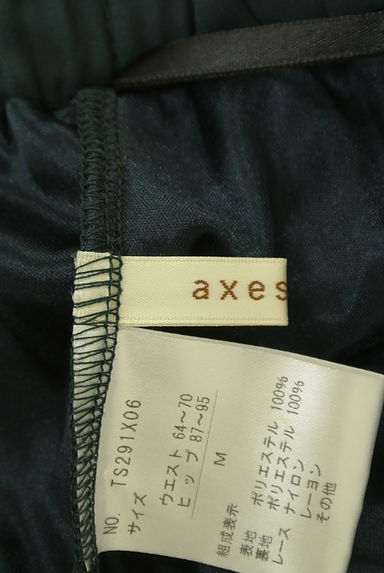 axes
NO. TS291X06
サイズ
ウエスト 64～70
ヒップ 87～95
M
組成表示
表地 ポリエステル 100%
裏地 ポリエステル 100%
レース ナイロン
レーヨン
その他